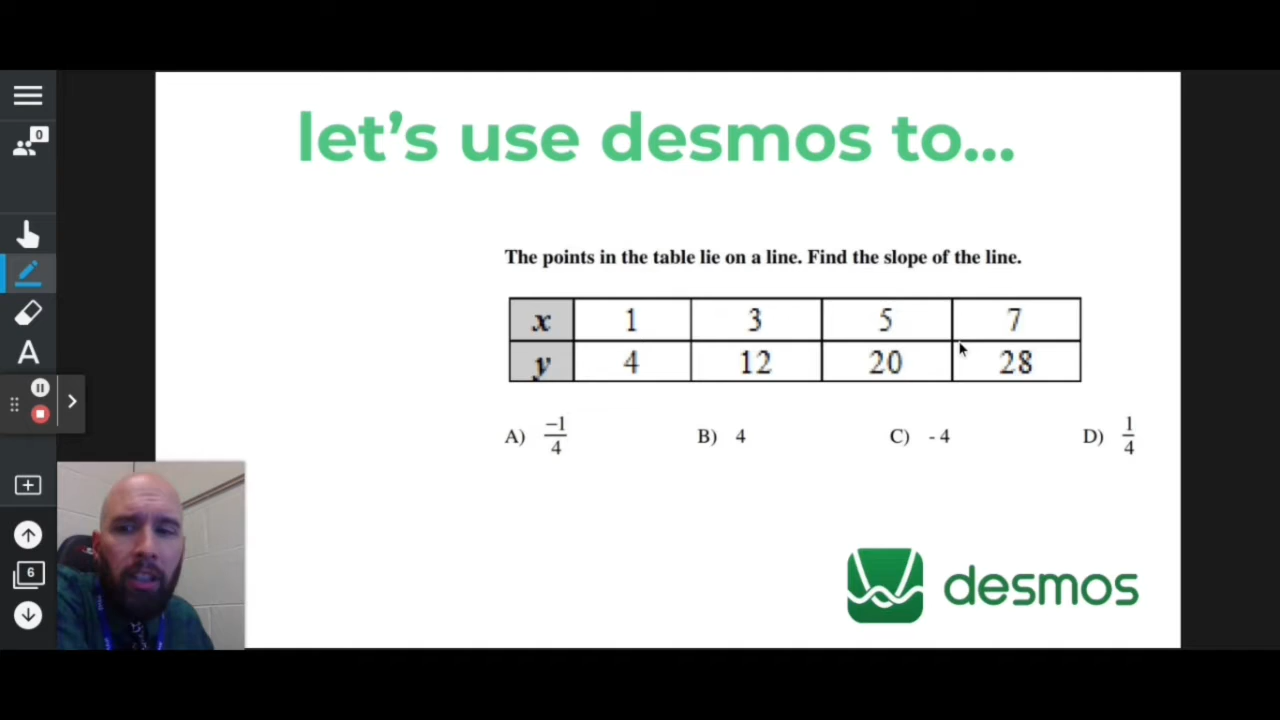 let's use desmos to...
0
The points in the table lie on a line. Find the slope of the line.
x 1 3 5 7
y 4 12 20 28
A) -1/4 B) 4 C) - 4 D) 1/4
A
6
desmos